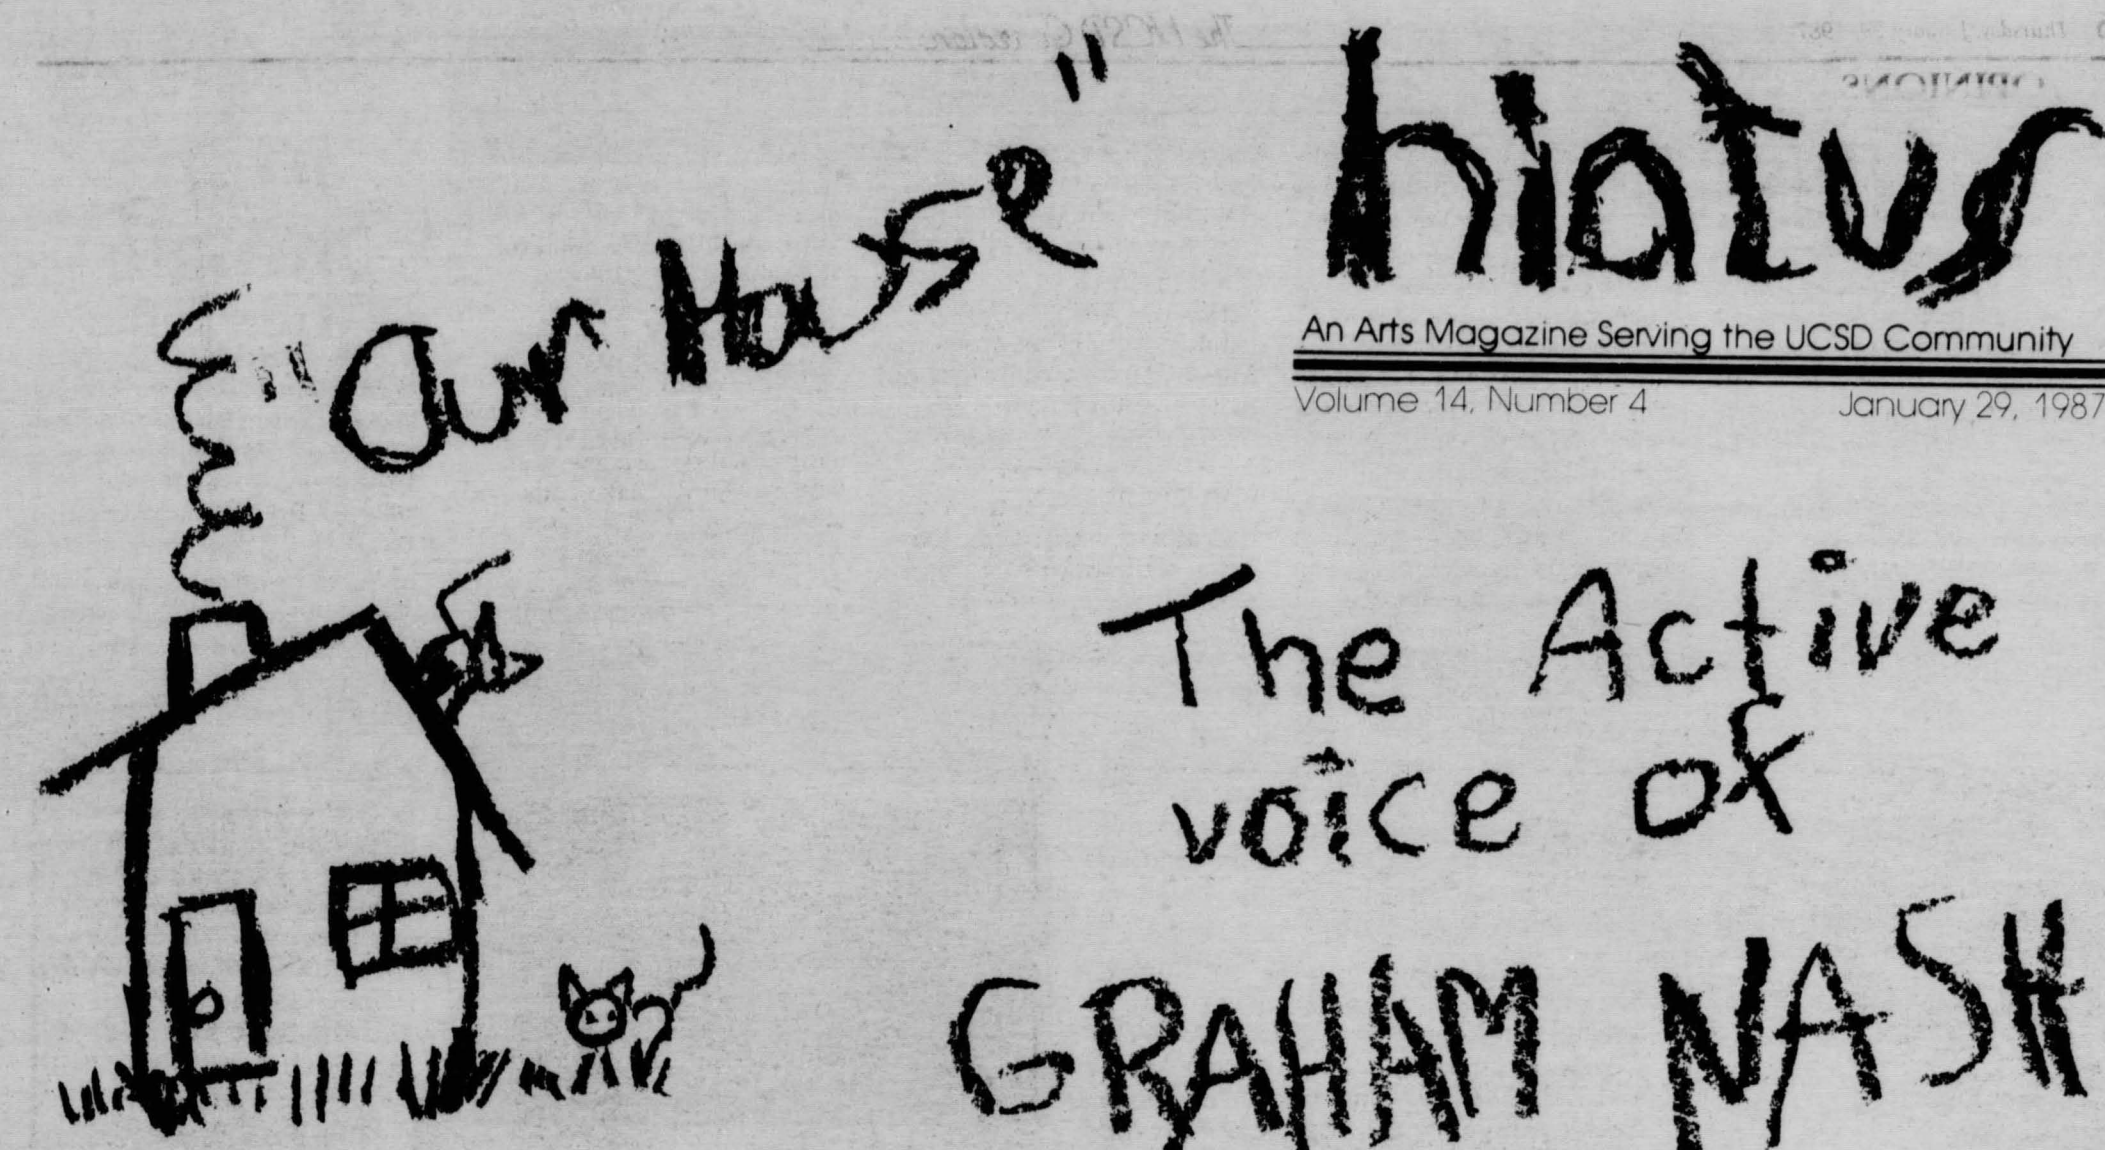 "Our House"
hiatus
An Arts Magazine Serving the UCSD Community
Volume 14, Number 4 January 29, 1987
The Active
voice of
GRAHAM NASH
OPINIONS